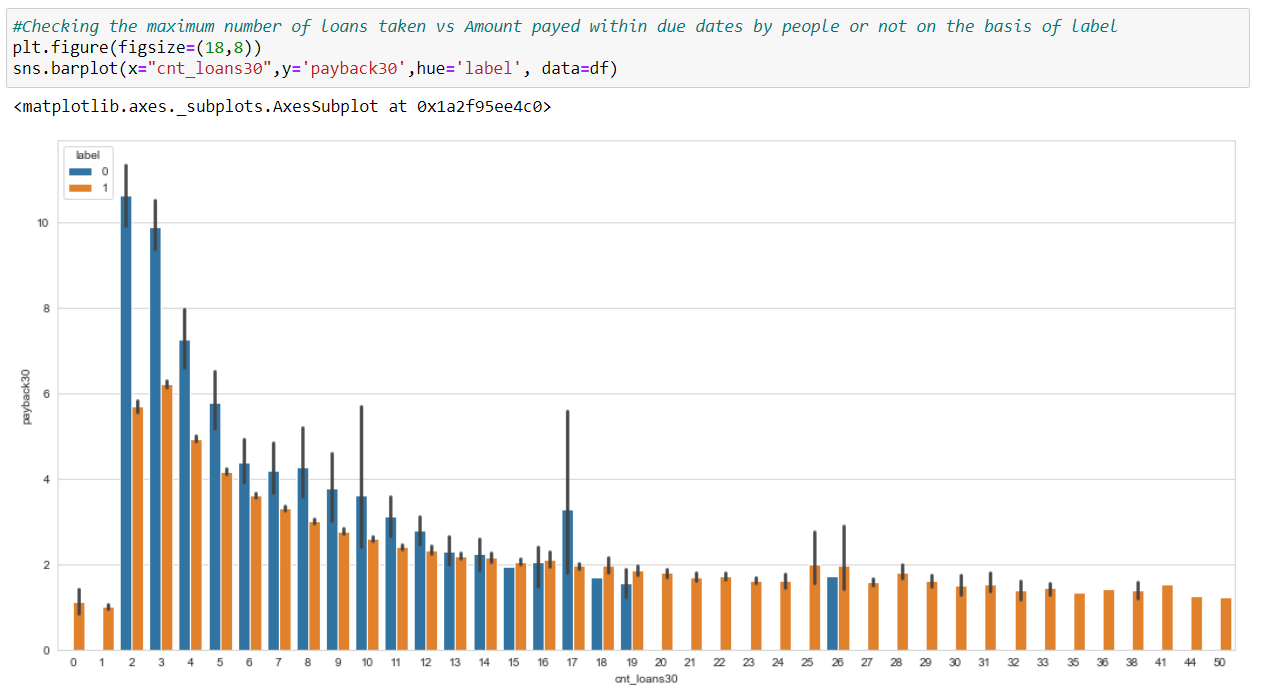 #Checking the maximum number of loans taken vs Amount payed within due dates by people or not on the basis of label
plt.figure(figsize=(18,8))
sns.barplot(x="cnt_loans30",y='payback30',hue='label', data=df)
<matplotlib.axes._subplots.AxesSubplot at 0x1a2f95ee4c0>
label
0
1
10
8
6
4
2
0
payback30
0 1 2 3 4 5 6 7 8 9 10 11 12 13 14 15 16 17 18 19 20 21 22 23 24 25 26 27 28 29 30 31 32 33 35 36 38 41 44 50
cnt_loans30